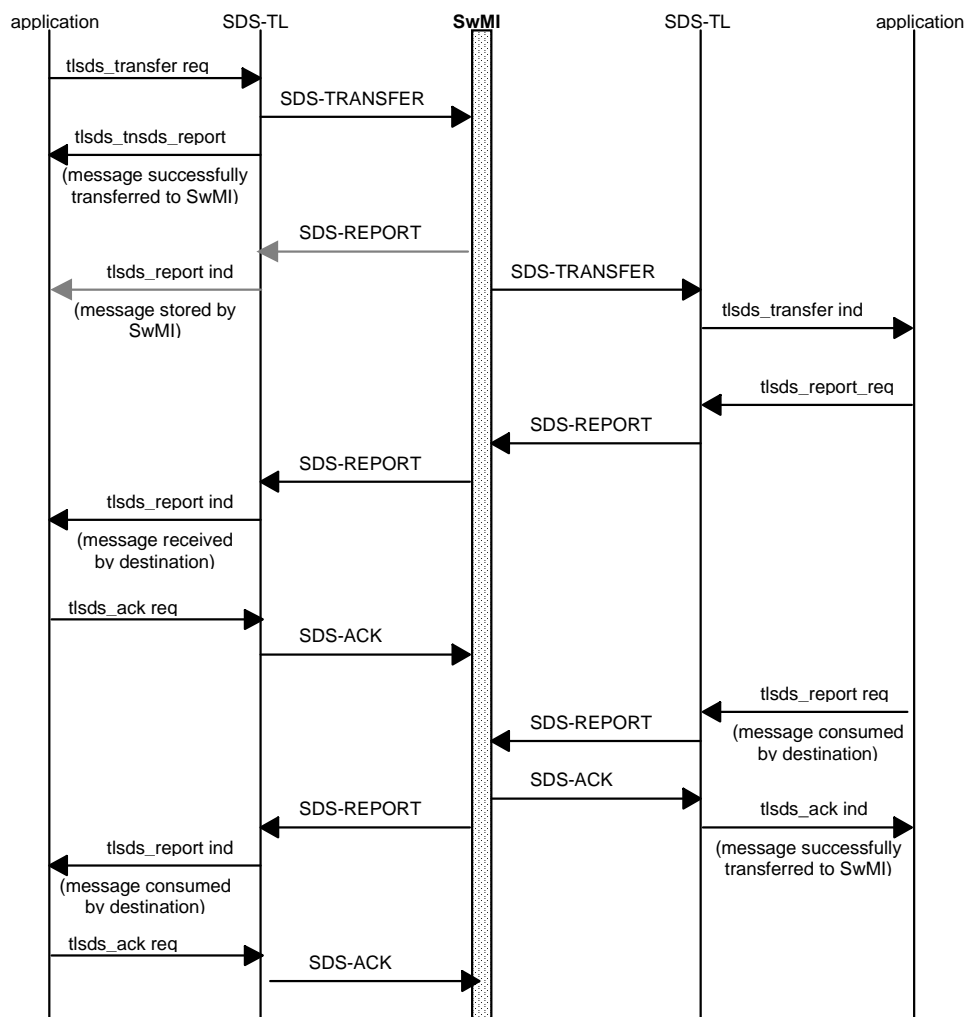 application
SDS-TL
SwMI
SDS-TL
application
tlsds_transfer req
SDS-TRANSFER
tlsds_tnsds_report
(message successfully
transferred to SwMI)
SDS-REPORT
tlsds_report ind
SDS-TRANSFER
(message stored by
SwMI)
tlsds_transfer ind
tlsds_report_req
SDS-REPORT
SDS-REPORT
tlsds_report ind
(message received
by destination)
tlsds_ack req
SDS-ACK
tlsds_report req
SDS-REPORT
(message consumed
by destination)
SDS-ACK
SDS-REPORT
tlsds_ack ind
tlsds_report ind
(message successfully
transferred to SwMI)
(message consumed
by destination)
tlsds_ack req
SDS-ACK